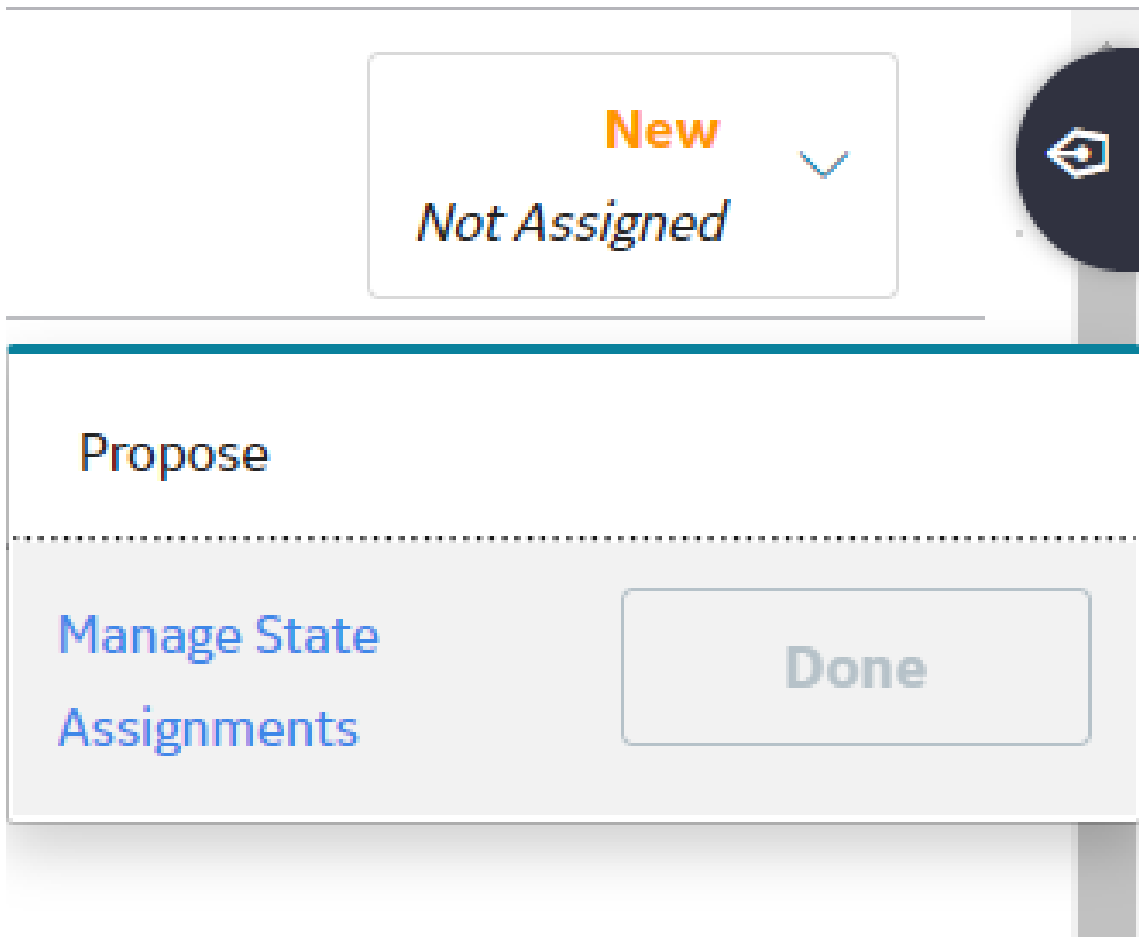 New
Not Assigned
Propose
Manage State
Assignments
Done